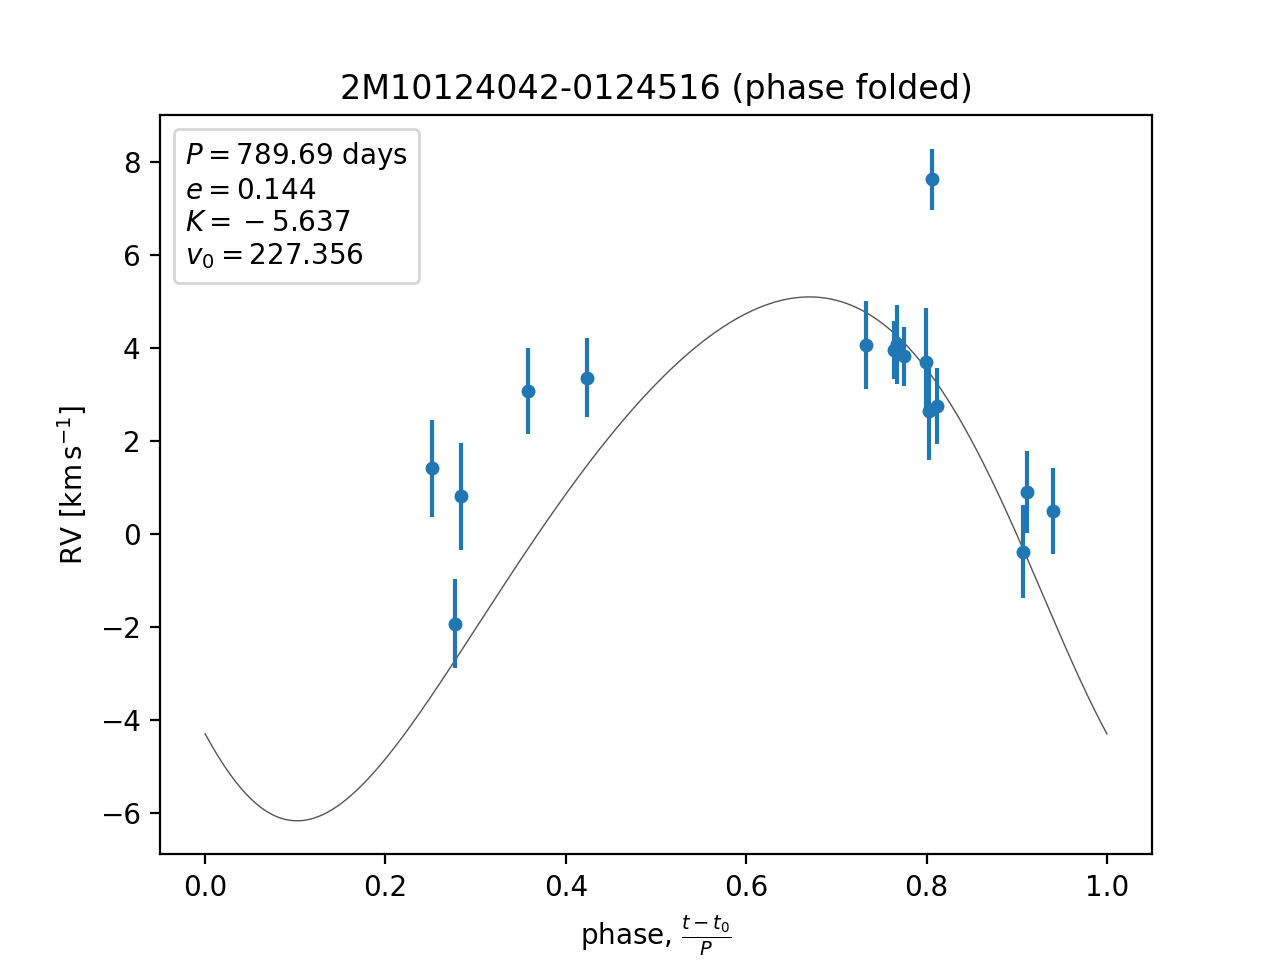 2M10124042-0124516 (phase folded)
P = 789.69 days
e = 0.144
K = −5.637
v₀ = 227.356
8
6
4
2
0
−2
−4
−6
RV [km s⁻¹]
0.0 0.2 0.4 0.6 0.8 1.0
phase, (t − t₀)/P